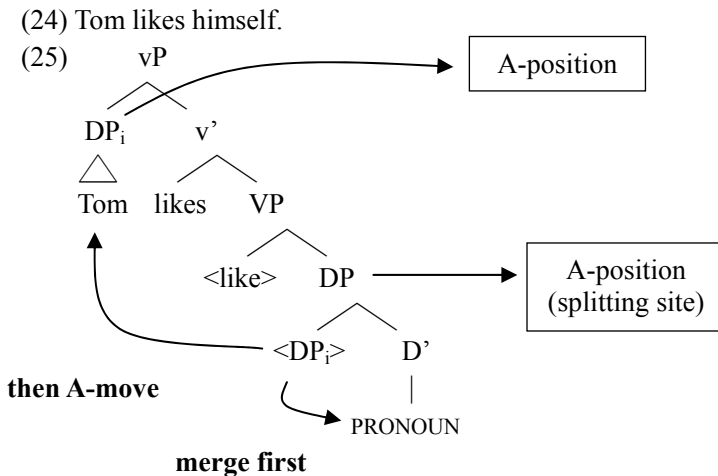 (24) Tom likes himself.
(25) vP
A-position
DPi v’
Tom likes VP
<like> DP
A-position
(splitting site)
<DPi> D’
then A-move
PRONOUN
merge first